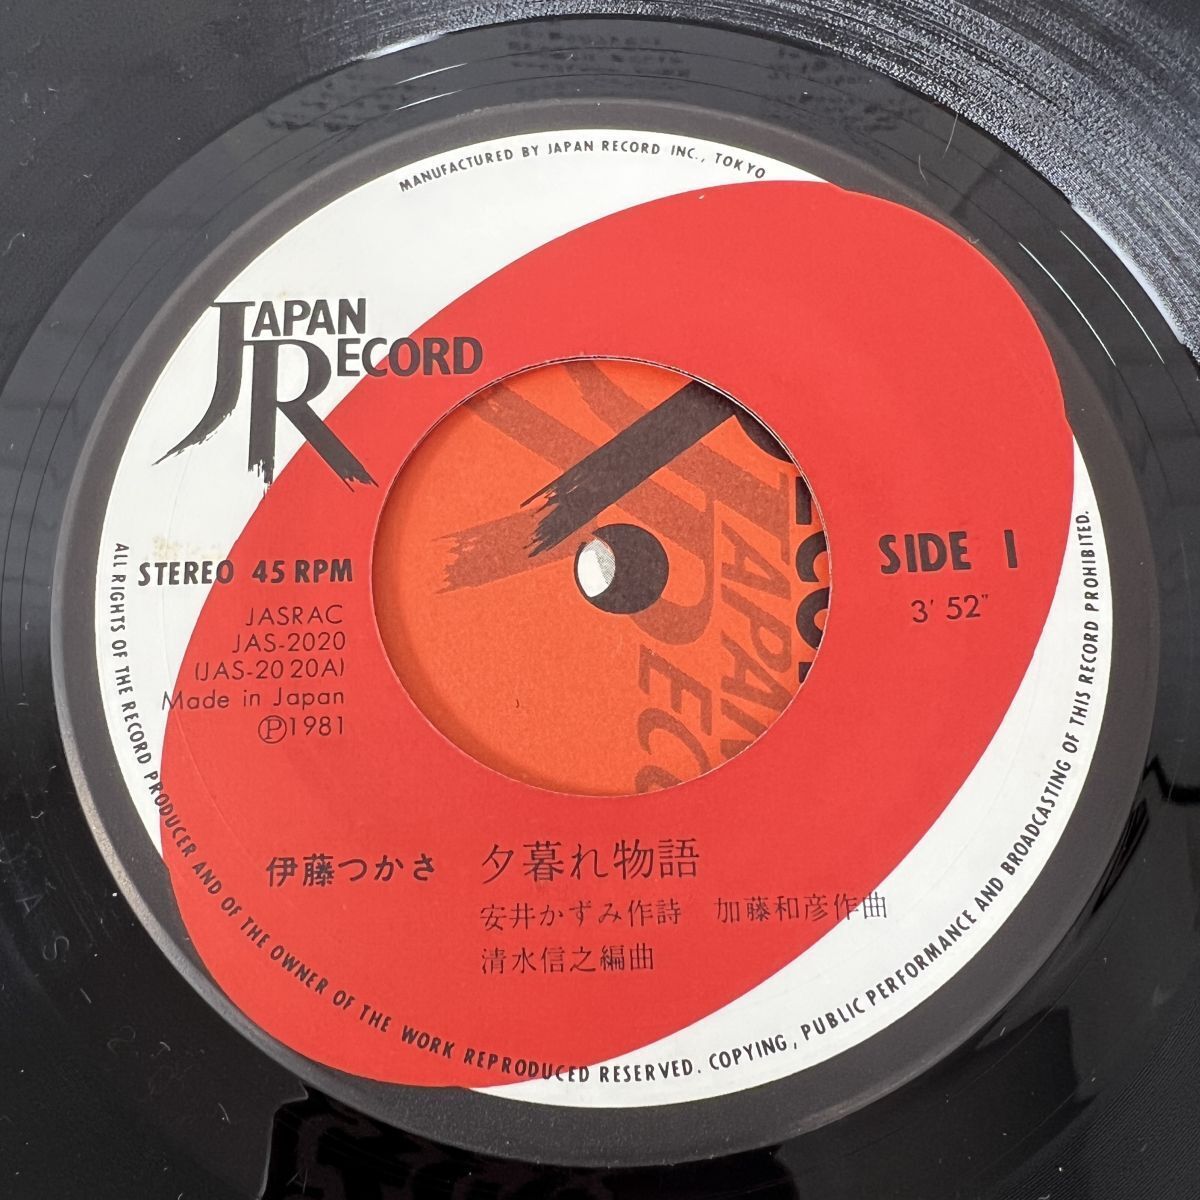 MANUFACTURED BY JAPAN RECORD INC., TOKYO
JAPAN
RECORD
STEREO 45 RPM
JASRAC
JAS-2020
(JAS-2020A)
Made in Japan
Ⓟ1981
SIDE 1
3′ 52″
伊藤つかさ 夕暮れ物語
安井かずみ作詩 加藤和彦作曲
清水信之編曲
ALL RIGHTS OF THE RECORD PRODUCER AND OF THE OWNER OF THE WORK REPRODUCED RESERVED. COPYING, PUBLIC PERFORMANCE AND BROADCASTING OF THIS RECORD PROHIBITED.
JAPAN
RECO